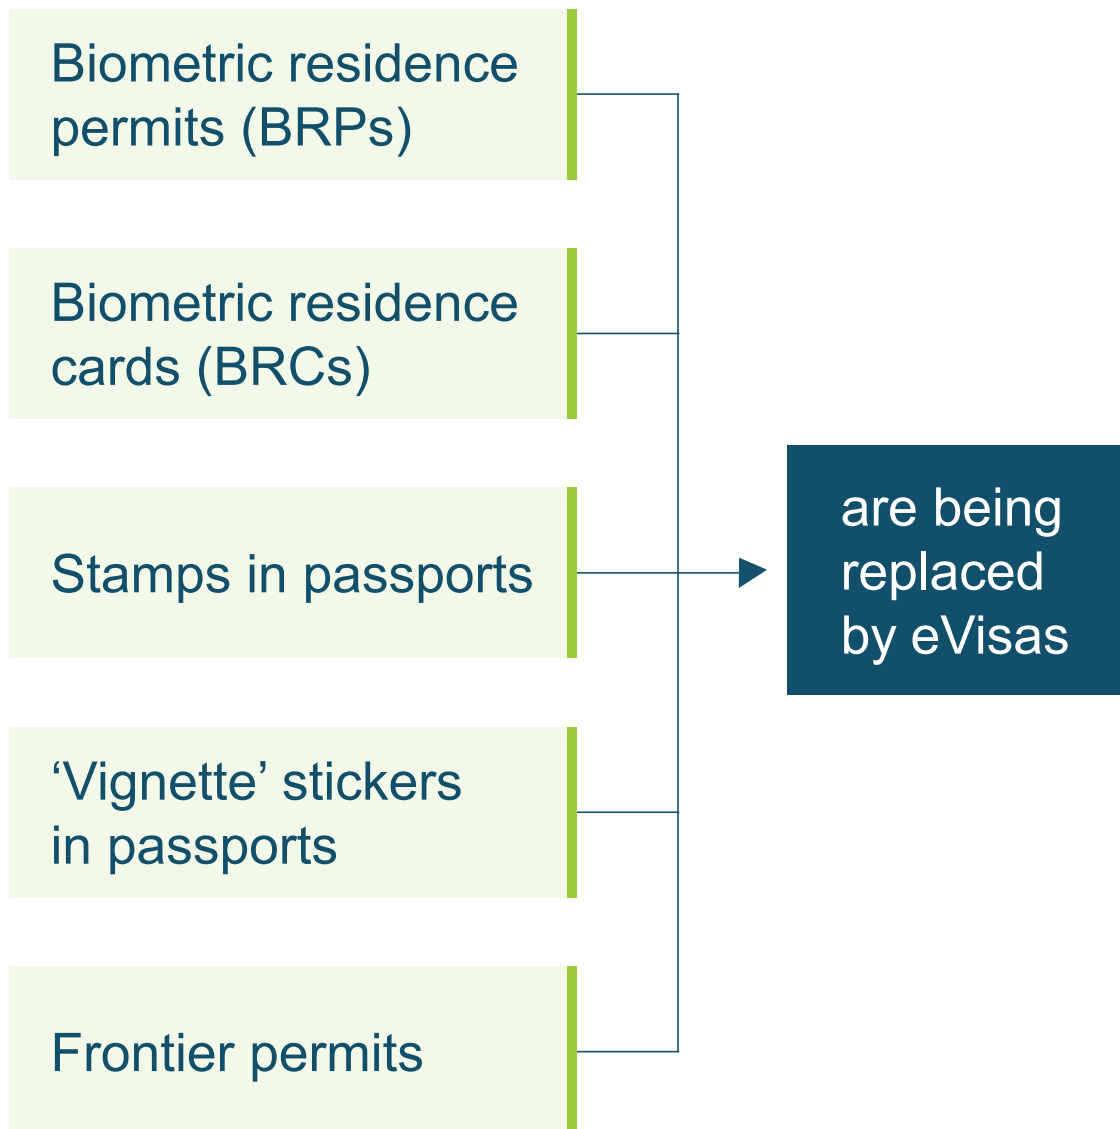 Biometric residence
permits (BRPs)
Biometric residence
cards (BRCs)
Stamps in passports
‘Vignette’ stickers
in passports
Frontier permits
are being
replaced
by eVisas